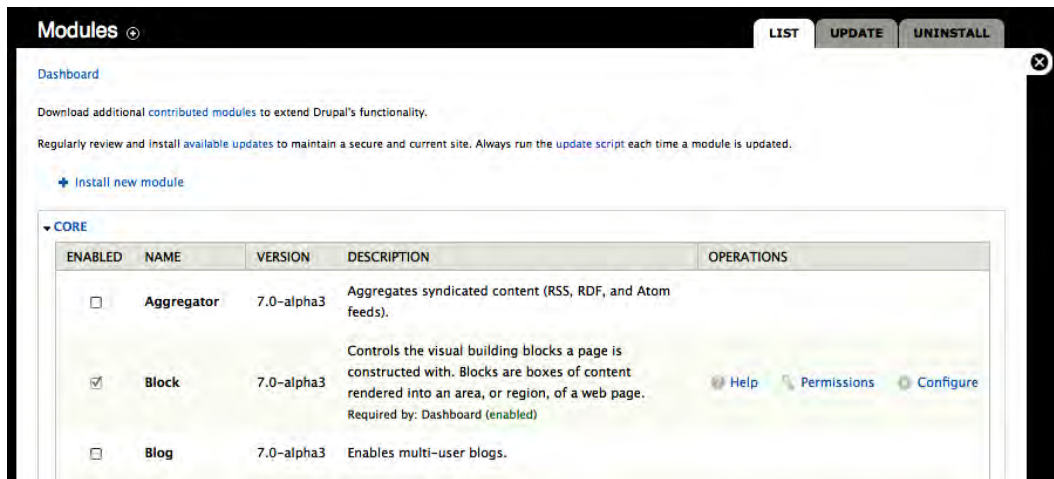 Modules
LIST UPDATE UNINSTALL
Dashboard
Download additional contributed modules to extend Drupal's functionality.
Regularly review and install available updates to maintain a secure and current site. Always run the update script each time a module is updated.
Install new module
CORE
ENABLED NAME VERSION DESCRIPTION OPERATIONS
Aggregator 7.0-alpha3 Aggregates syndicated content (RSS, RDF, and Atom
feeds).
Controls the visual building blocks a page is
constructed with. Blocks are boxes of content
Block 7.0-alpha3 rendered into an area, or region, of a web page. Help Permissions Configure
Required by: Dashboard (enabled)
Blog 7.0-alpha3 Enables multi-user blogs.